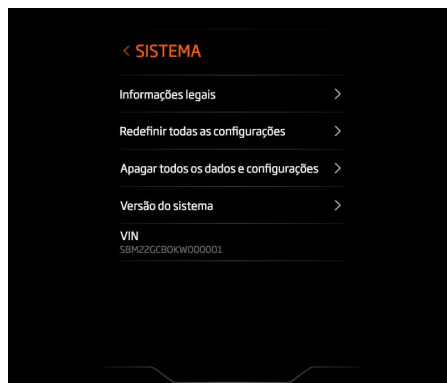 SISTEMA
Informações legais
Redefinir todas as configurações
Apagar todos os dados e configurações
Versão do sistema
VIN
SBM22GCB0KW000001